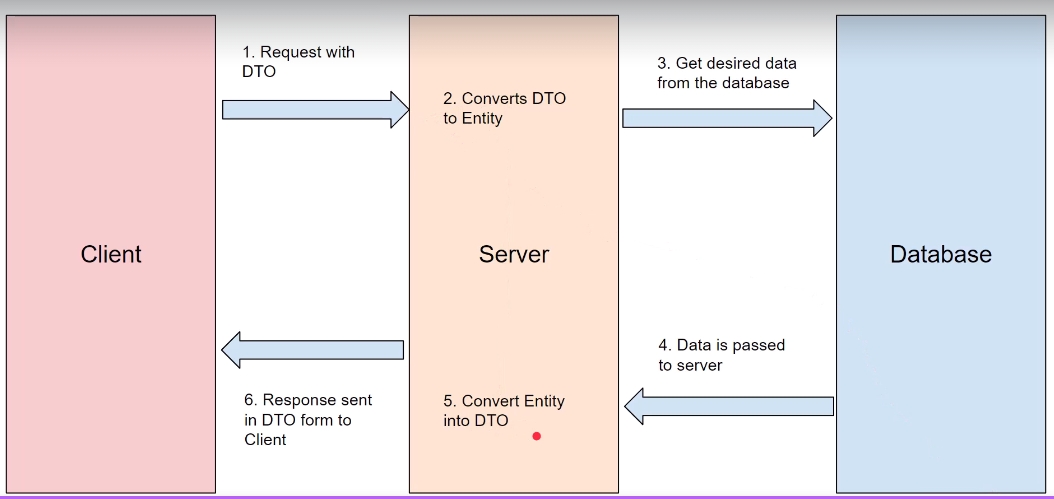 1. Request with
DTO
2. Converts DTO
to Entity
3. Get desired data
from the database
Client
Server
Database
4. Data is passed
to server
5. Convert Entity
into DTO
6. Response sent
in DTO form to
Client